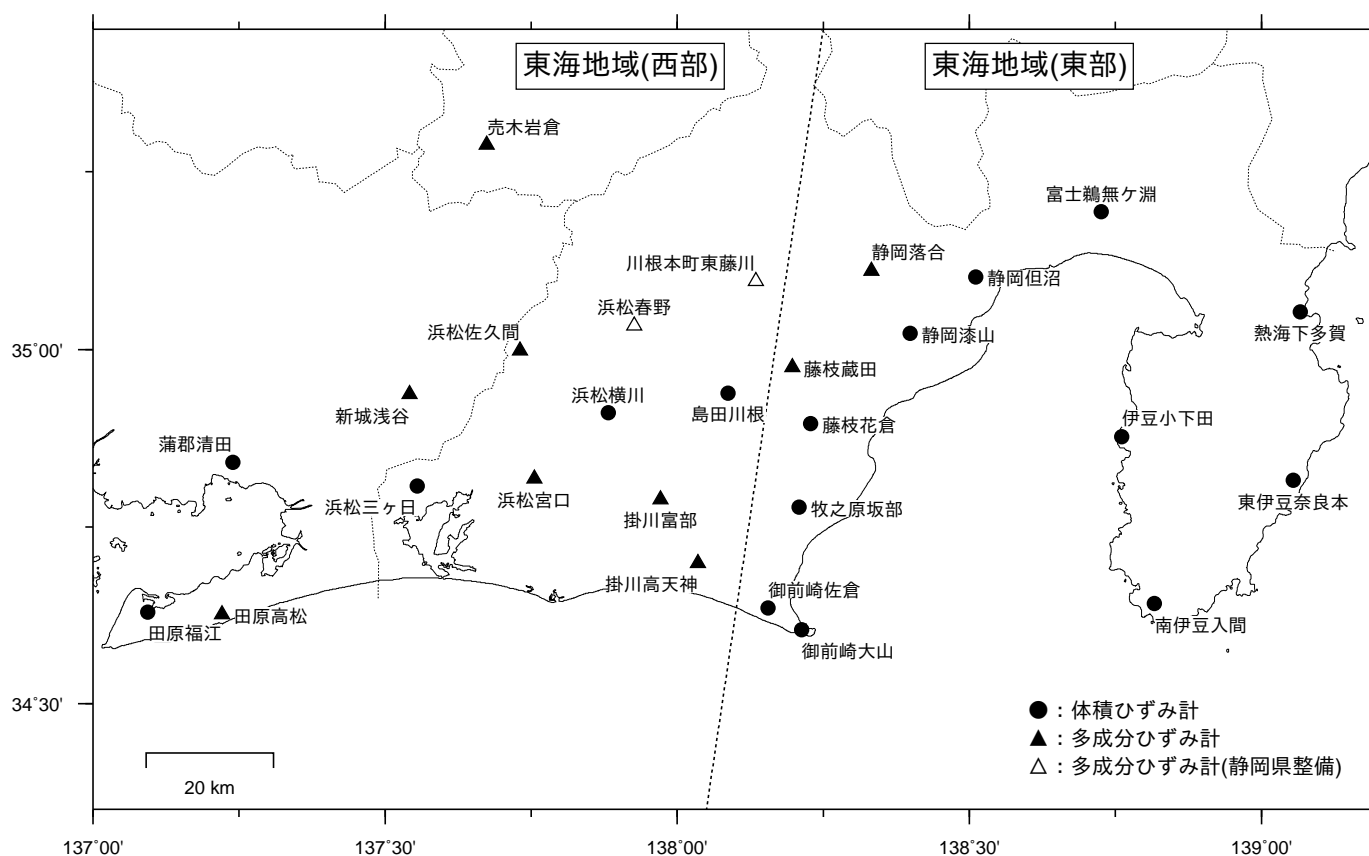 東海地域(西部)
東海地域(東部)
売木岩倉
富士鵜無ケ淵
静岡落合
川根本町東藤川
静岡但沼
浜松春野
浜松佐久間
静岡漆山
熱海下多賀
35°00'
藤枝蔵田
浜松横川
島田川根
新城浅谷
伊豆小下田
藤枝花倉
蒲郡清田
浜松宮口
浜松三ヶ日
東伊豆奈良本
牧之原坂部
掛川富部
掛川高天神
御前崎佐倉
田原高松
田原福江
南伊豆入間
御前崎大山
34°30'
：体積ひずみ計
：多成分ひずみ計
：多成分ひずみ計(静岡県整備)
20 km
137°00'
137°30'
138°00'
138°30'
139°00'